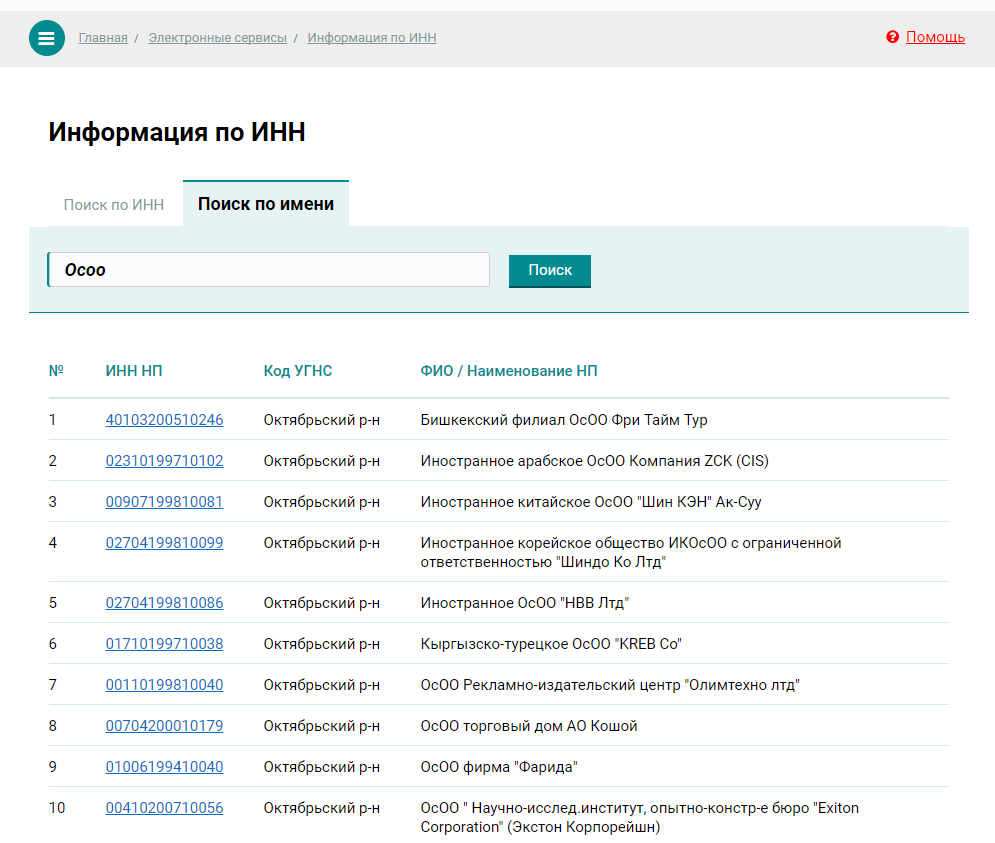 Главная / Электронные сервисы / Информация по ИНН
Помощь
Информация по ИНН
Поиск по ИНН
Поиск по имени
Осоо
Поиск
№ ИНН НП Код УГНС ФИО / Наименование НП
1 40103200510246 Октябрьский р-н Бишкекский филиал ОсОО Фри Тайм Тур
2 02310199710102 Октябрьский р-н Иностранное арабское ОсОО Компания ZCK (CIS)
3 00907199810081 Октябрьский р-н Иностранное китайское ОсОО "Шин КЭН" Ак-Суу
4 02704199810099 Октябрьский р-н Иностранное корейское общество ИКОсОО с ограниченной
ответственностью "Шиндо Ко Лтд"
5 02704199810086 Октябрьский р-н Иностранное ОсОО "НВВ Лтд"
6 01710199710038 Октябрьский р-н Кыргызско-турецкое ОсОО "KREB Co"
7 00110199810040 Октябрьский р-н ОсОО Рекламно-издательский центр "Олимтехно лтд"
8 00704200010179 Октябрьский р-н ОсОО торговый дом АО Кошой
9 01006199410040 Октябрьский р-н ОсОО фирма "Фарида"
10 00410200710056 Октябрьский р-н ОсОО " Научно-исслед.институт, опытно-констр-е бюро "Exiton
Corporation" (Экстон Корпорейшн)